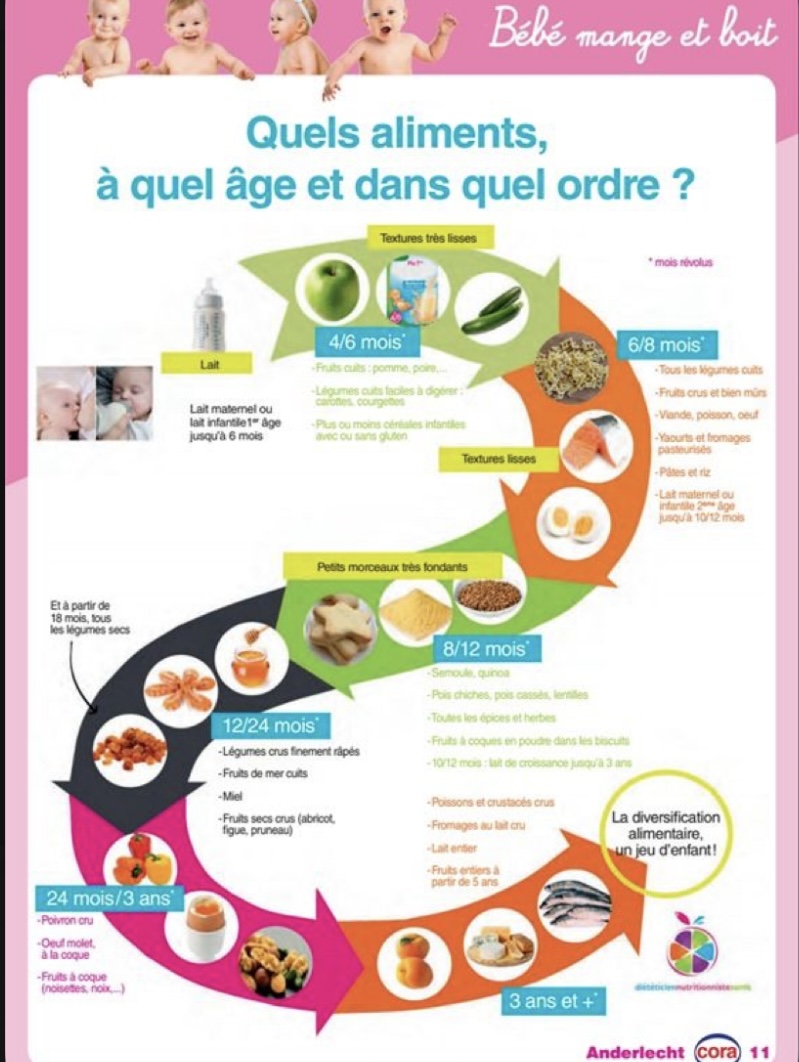 Bébé mange et boit
Quels aliments,
à quel âge et dans quel ordre ?
Textures très lisses
* mois révolus
Lait
Lait maternel ou
lait infantile 1er âge
jusqu'à 6 mois
4/6 mois*
-Fruits cuits : pomme, poire,...
-Légumes cuits faciles à digérer :
carottes, courgettes
-Plus ou moins céréales infantiles
avec ou sans gluten
6/8 mois*
-Tous les légumes cuits
-Fruits crus et bien mûrs
-Viande, poisson, oeuf
-Yaourts et fromages
pasteurisés
-Pâtes et riz
-Lait maternel ou
infantile 2ème âge
jusqu'à 10/12 mois
Textures lisses
Petits morceaux très fondants
8/12 mois*
-Semoule, quinoa
-Pois chiches, pois cassés, lentilles
-Toutes les épices et herbes
-Fruits à coques en poudre dans les biscuits
-10/12 mois : lait de croissance jusqu'à 3 ans
Et à partir de
18 mois, tous
les légumes secs
12/24 mois*
-Légumes crus finement râpés
-Fruits de mer cuits
-Miel
-Fruits secs crus (abricot,
figue, pruneau)
24 mois/3 ans*
-Poivron cru
-Oeuf molet,
à la coque
-Fruits à coque
(noisettes, noix,...)
-Poissons et crustacés crus
-Fromages au lait cru
-Lait entier
-Fruits entiers à
partir de 5 ans
3 ans et +*
La diversification
alimentaire,
un jeu d'enfant !
diététiciennutritionniste
Anderlecht cora 11